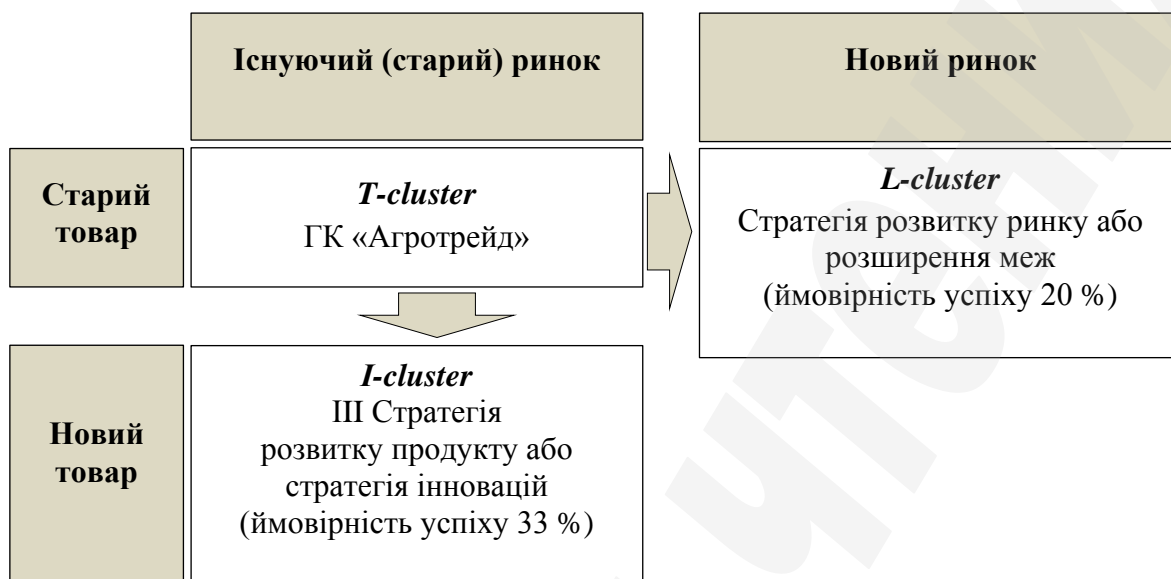 Існуючий (старий) ринок
Новий ринок
Старий
товар
T-cluster
ГК «Агротрейд»
L-cluster
Стратегія розвитку ринку або
розширення меж
(ймовірність успіху 20 %)
Новий
товар
I-cluster
III Стратегія
розвитку продукту або
стратегія інновацій
(ймовірність успіху 33 %)